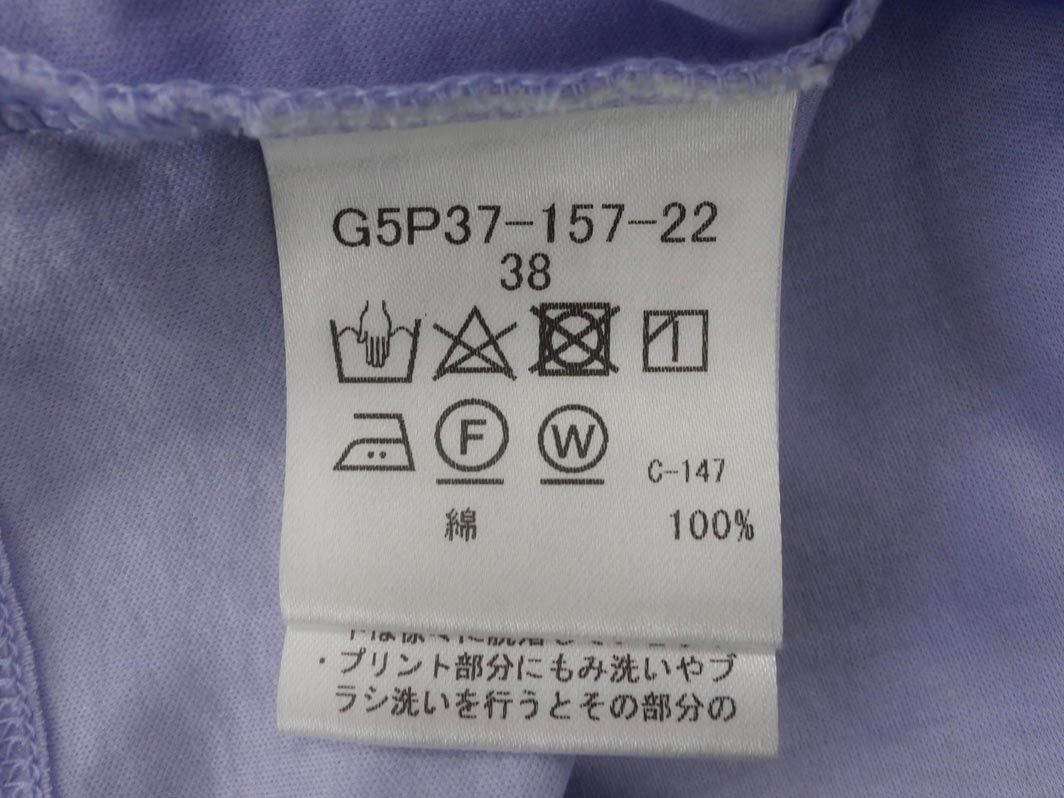 G5P37-157-22
38
F W C-147
綿 100%
・プリント部分にもみ洗いやブ
ラシ洗いを行うとその部分の